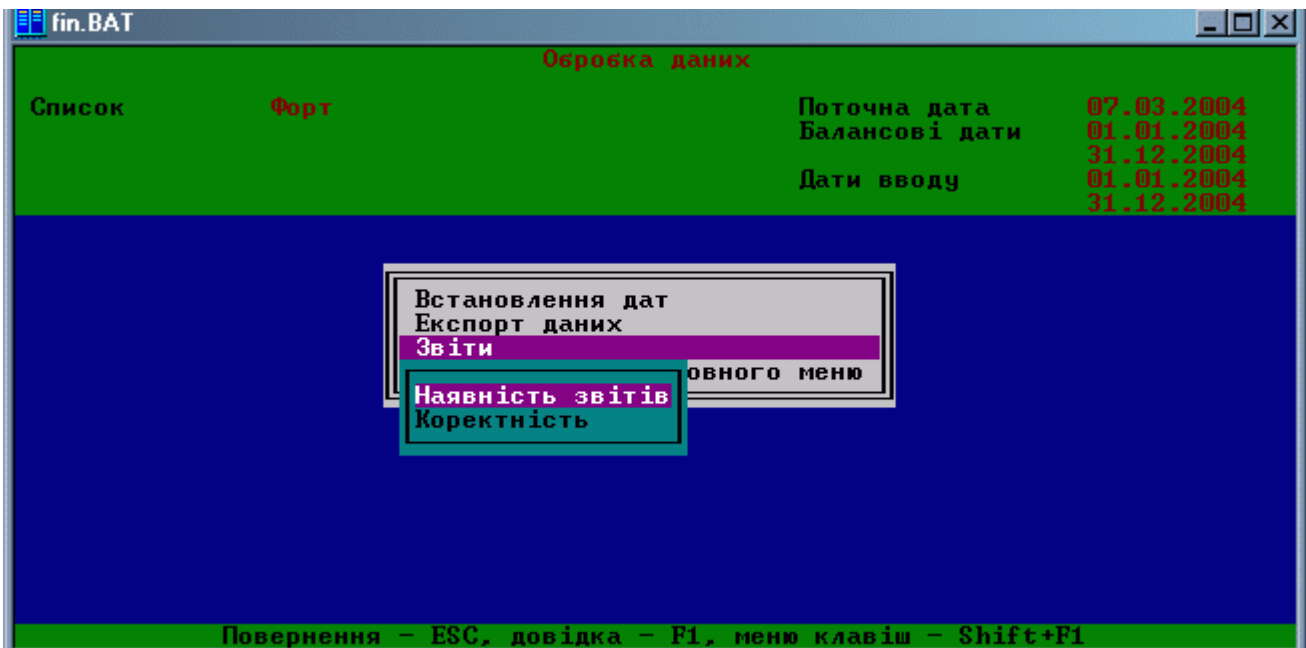 fin.BAT
Обробка даних
Список Форт Поточна дата 07.03.2004
Балансові дати 01.01.2004
31.12.2004
Дати вводу 01.01.2004
31.12.2004
Встановлення дат
Експорт даних
Звіти
овного меню
Наявність звітів
Коректність
Повернення – ESC, довідка – F1, меню клавіш – Shift+F1